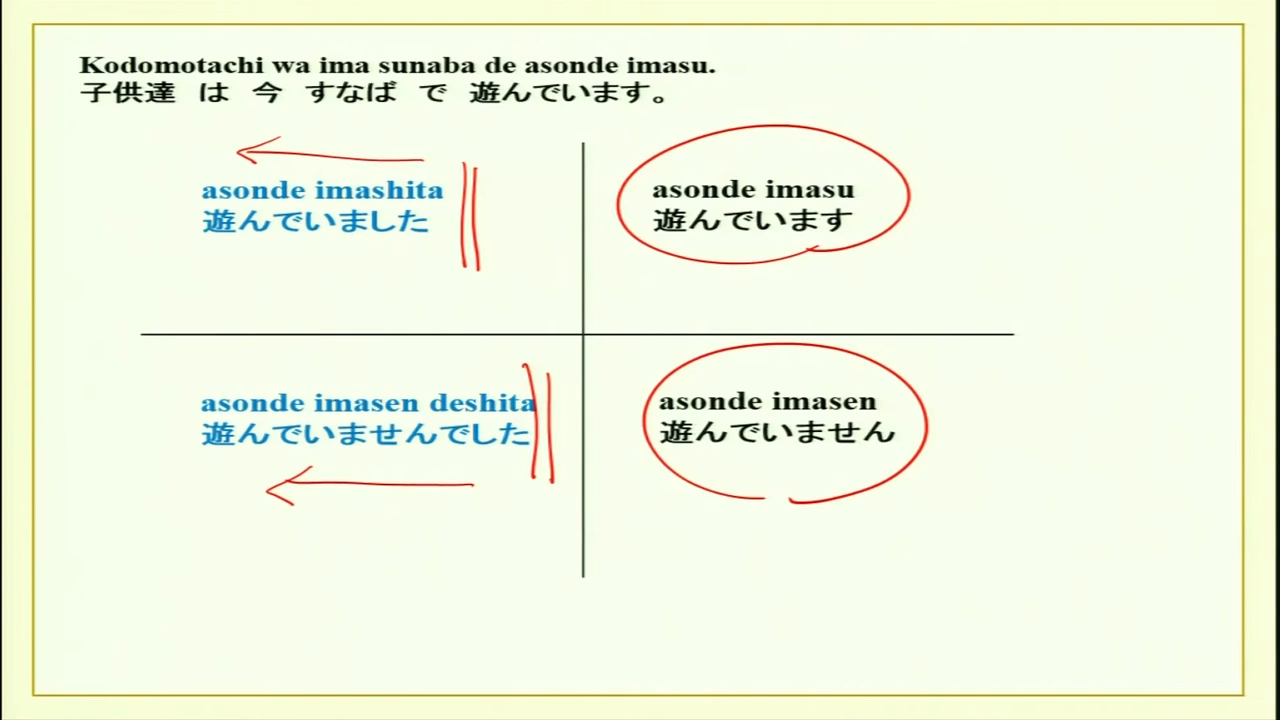 Kodomotachi wa ima sunaba de asonde imasu.
子供達 は 今 すなば で 遊んでいます。
asonde imashita
遊んでいました
asonde imasu
遊んでいます
asonde imasen deshita
遊んでいませんでした
asonde imasen
遊んでいません